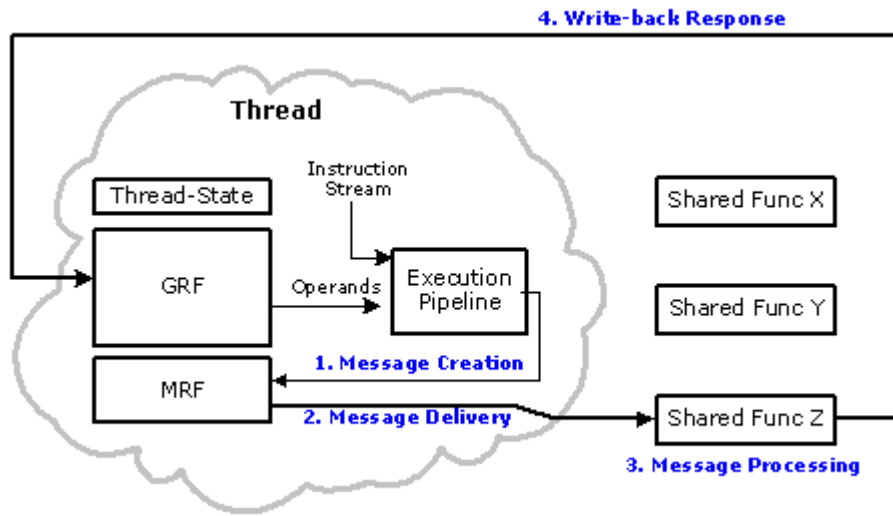 4. Write-back Response
Thread
Instruction
Stream
Thread-State
Shared Func X
GRF
Operands
Execution
Pipeline
Shared Func Y
1. Message Creation
MRF
2. Message Delivery
Shared Func Z
3. Message Processing